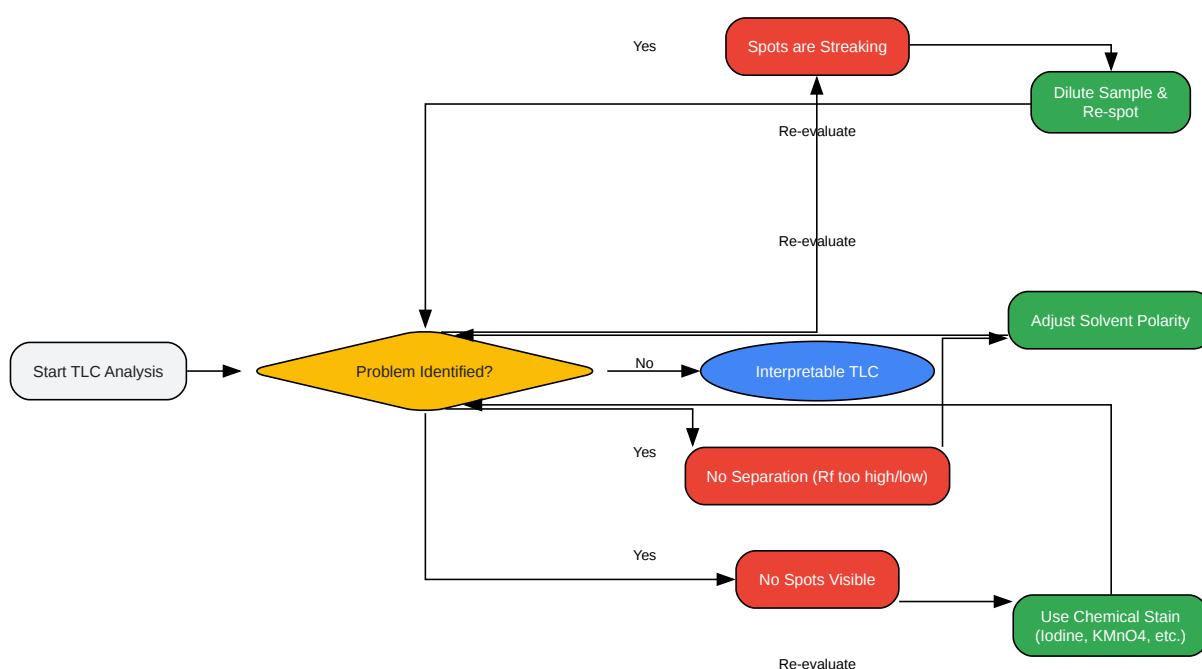 Yes
Spots are Streaking
Dilute Sample &
Re-spot
Re-evaluate
Re-evaluate
Adjust Solvent Polarity
Start TLC Analysis
Problem Identified?
No
Interpretable TLC
Yes
No Separation (Rf too high/low)
Yes
No Spots Visible
Use Chemical Stain
(Iodine, KMnO4, etc.)
Re-evaluate